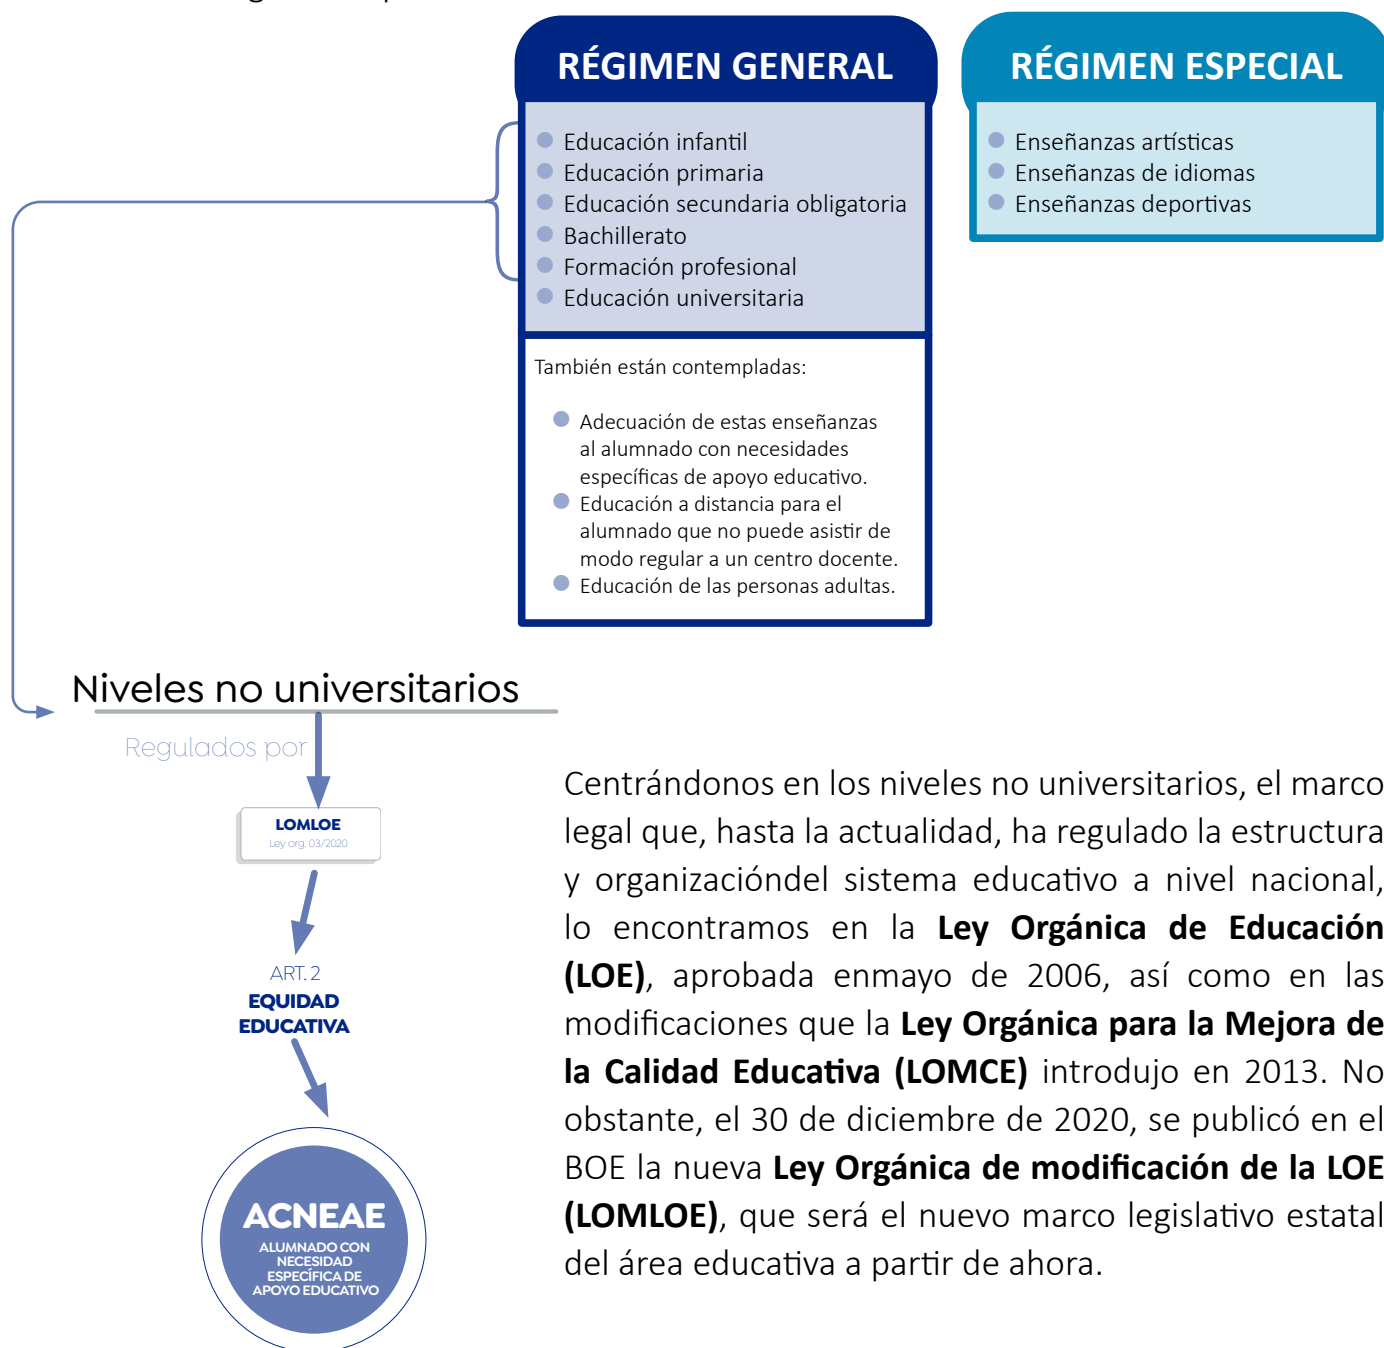 RÉGIMEN GENERAL
Educación infantil
Educación primaria
Educación secundaria obligatoria
Bachillerato
Formación profesional
Educación universitaria
También están contempladas:
Adecuación de estas enseñanzas
al alumnado con necesidades
específicas de apoyo educativo.
Educación a distancia para el
alumnado que no puede asistir de
modo regular a un centro docente.
Educación de las personas adultas.
RÉGIMEN ESPECIAL
Enseñanzas artísticas
Enseñanzas de idiomas
Enseñanzas deportivas
Niveles no universitarios
Regulados por
LOMLOE
Ley org. 03/2020
ART. 2
EQUIDAD
EDUCATIVA
ACNEAE
ALUMNADO CON
NECESIDAD
ESPECÍFICA DE
APOYO EDUCATIVO
Centrándonos en los niveles no universitarios, el marco
legal que, hasta la actualidad, ha regulado la estructura
y organizacióndel sistema educativo a nivel nacional,
lo encontramos en la Ley Orgánica de Educación
(LOE), aprobada enmayo de 2006, así como en las
modificaciones que la Ley Orgánica para la Mejora de
la Calidad Educativa (LOMCE) introdujo en 2013. No
obstante, el 30 de diciembre de 2020, se publicó en el
BOE la nueva Ley Orgánica de modificación de la LOE
(LOMLOE), que será el nuevo marco legislativo estatal
del área educativa a partir de ahora.